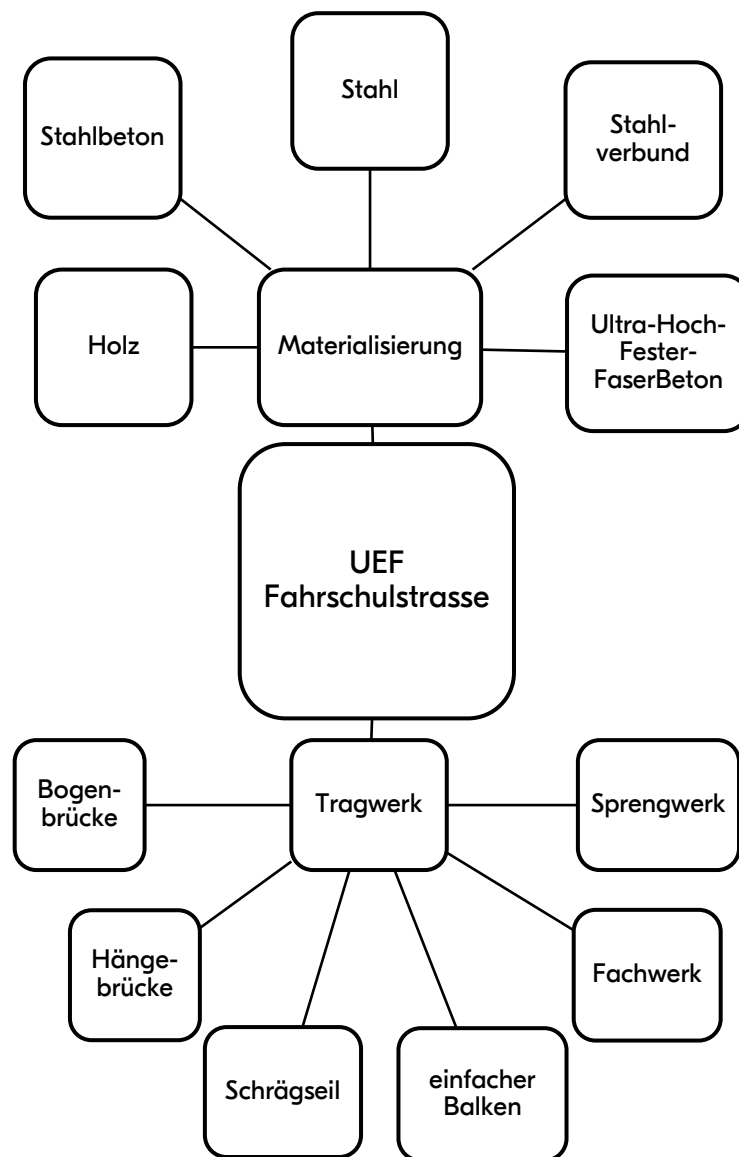 Stahl
Stahlbeton
Stahl-
verbund
Holz
Materialisierung
Ultra-Hoch-
Fester-
FaserBeton
UEF
Fahrschulstrasse
Bogen-
brücke
Tragwerk
Sprengwerk
Hänge-
brücke
Fachwerk
Schrägseil
einfacher
Balken